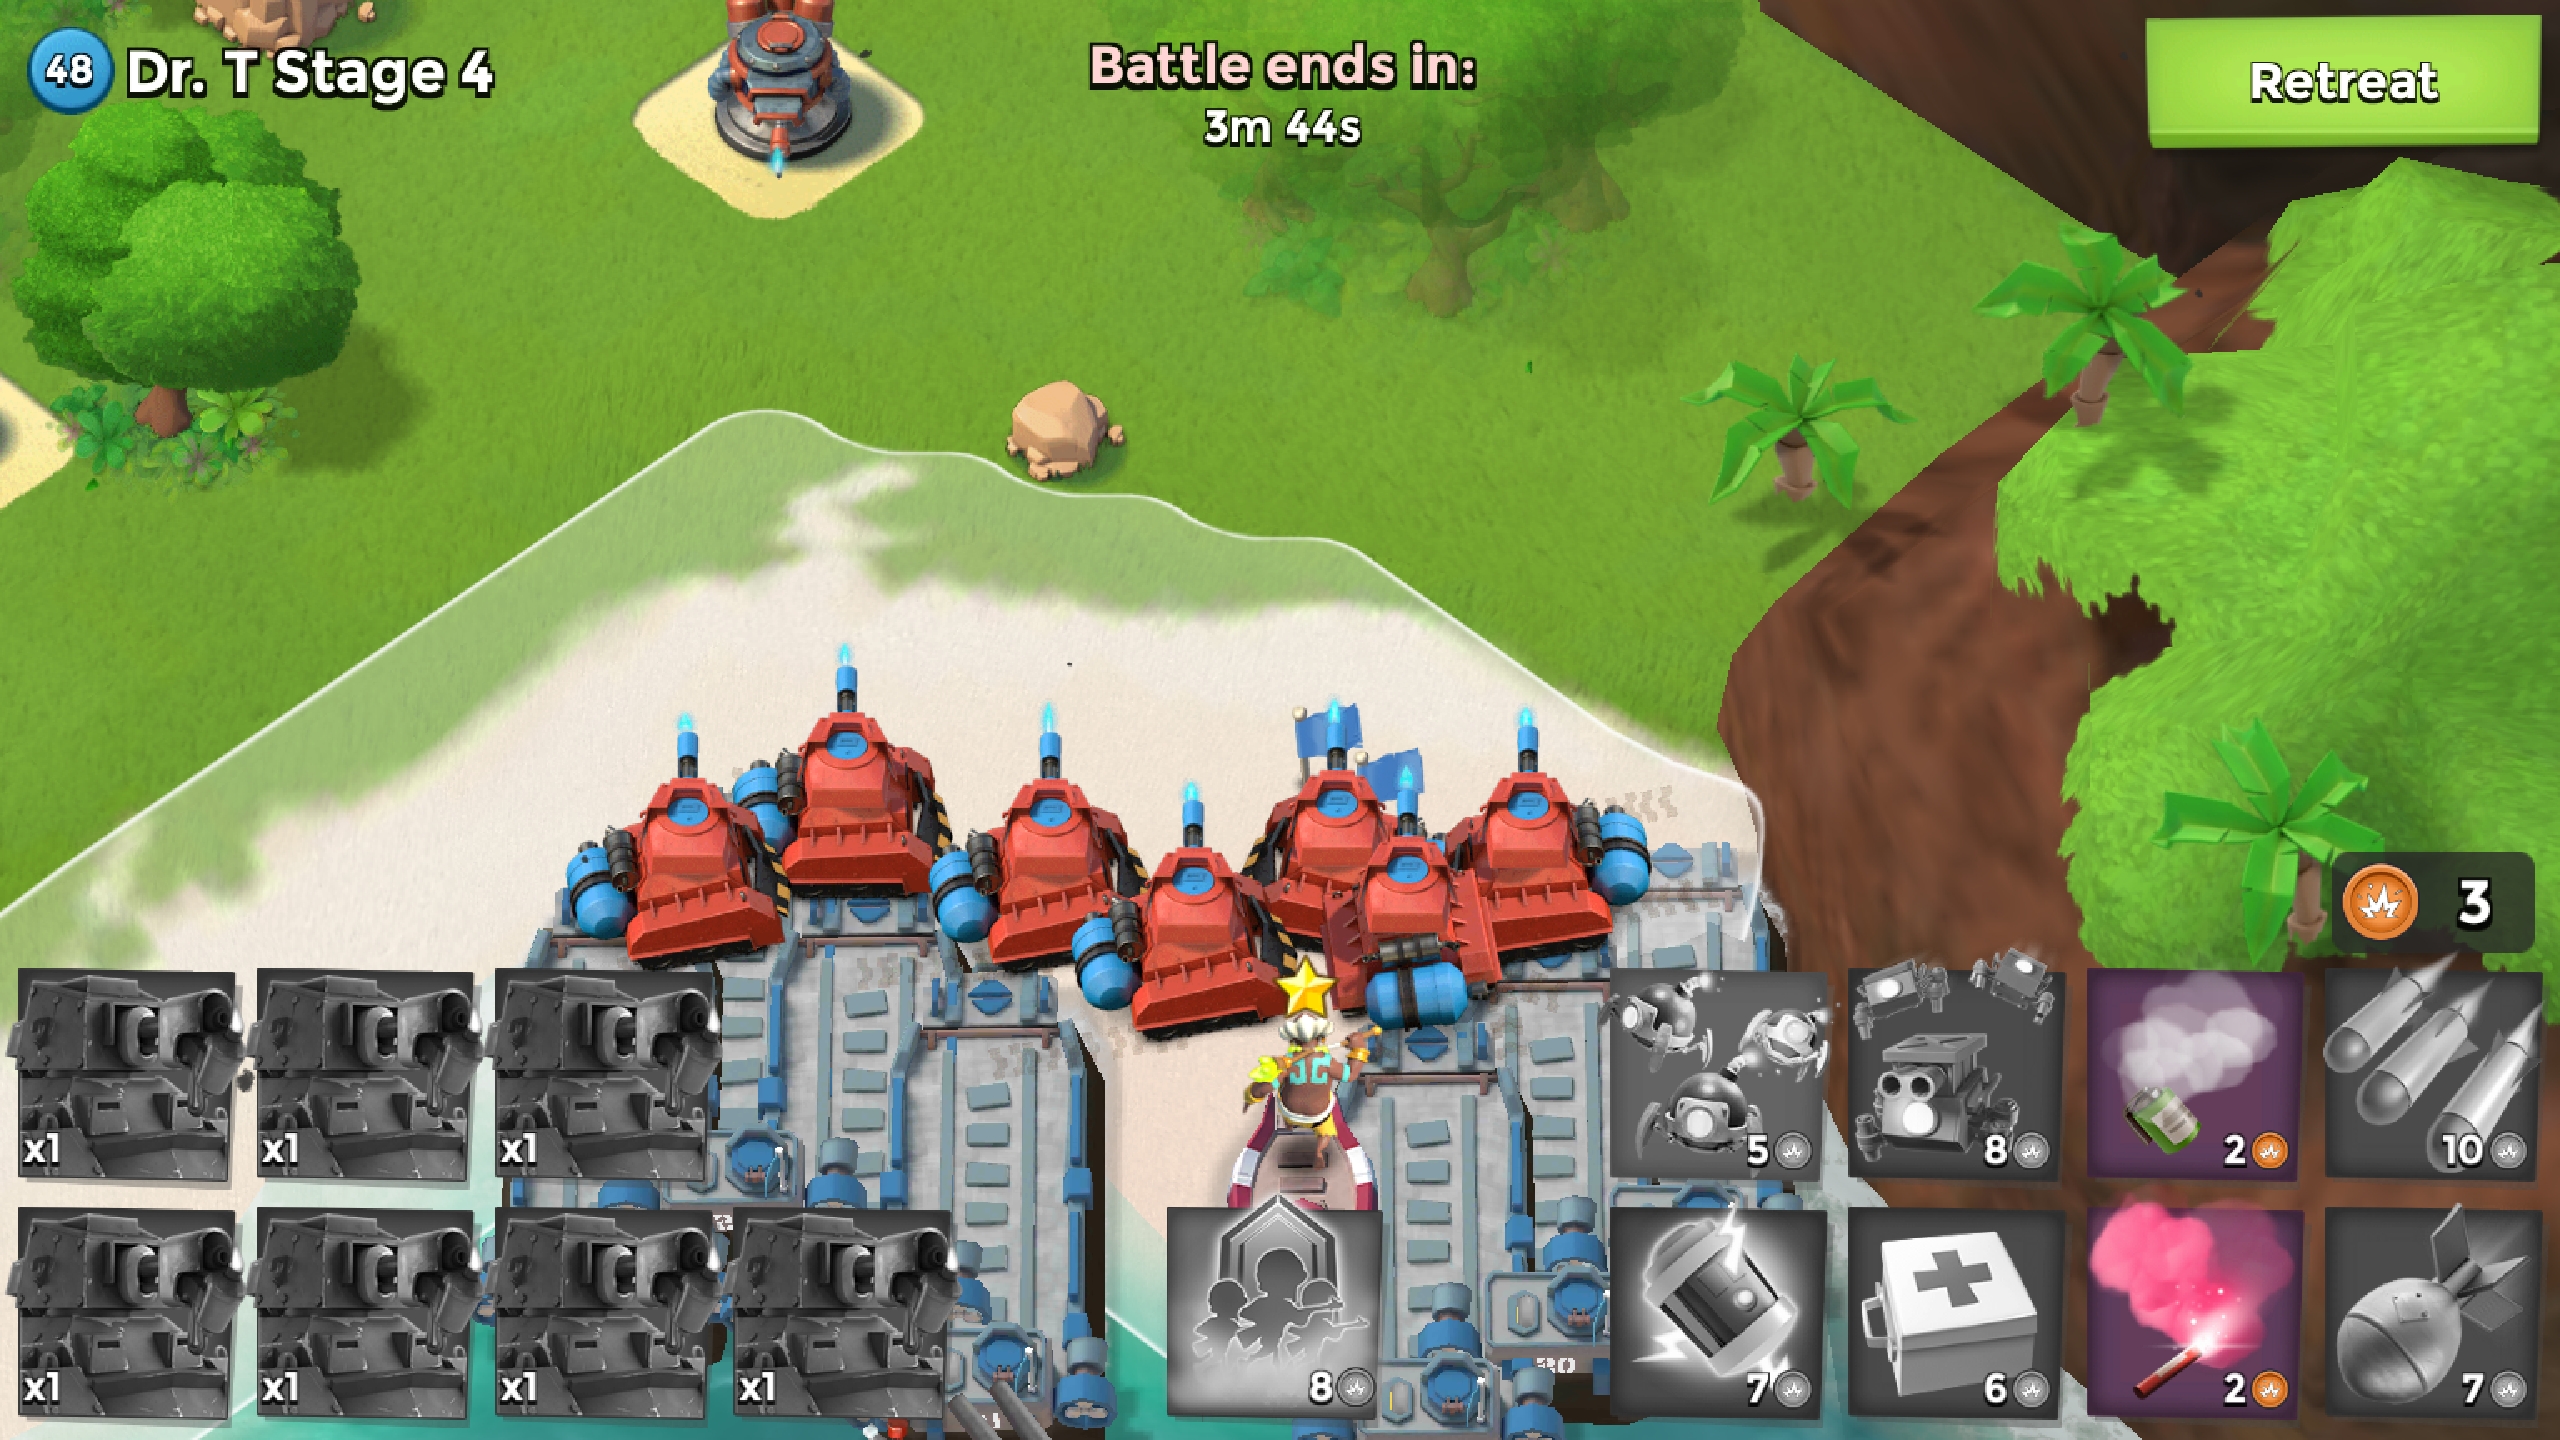 48 Dr. T Stage 4
Battle ends in:
3m 44s
Retreat
3
x1 x1 x1
5 8 2 10
x1 x1 x1 x1
8
7 6 2 7